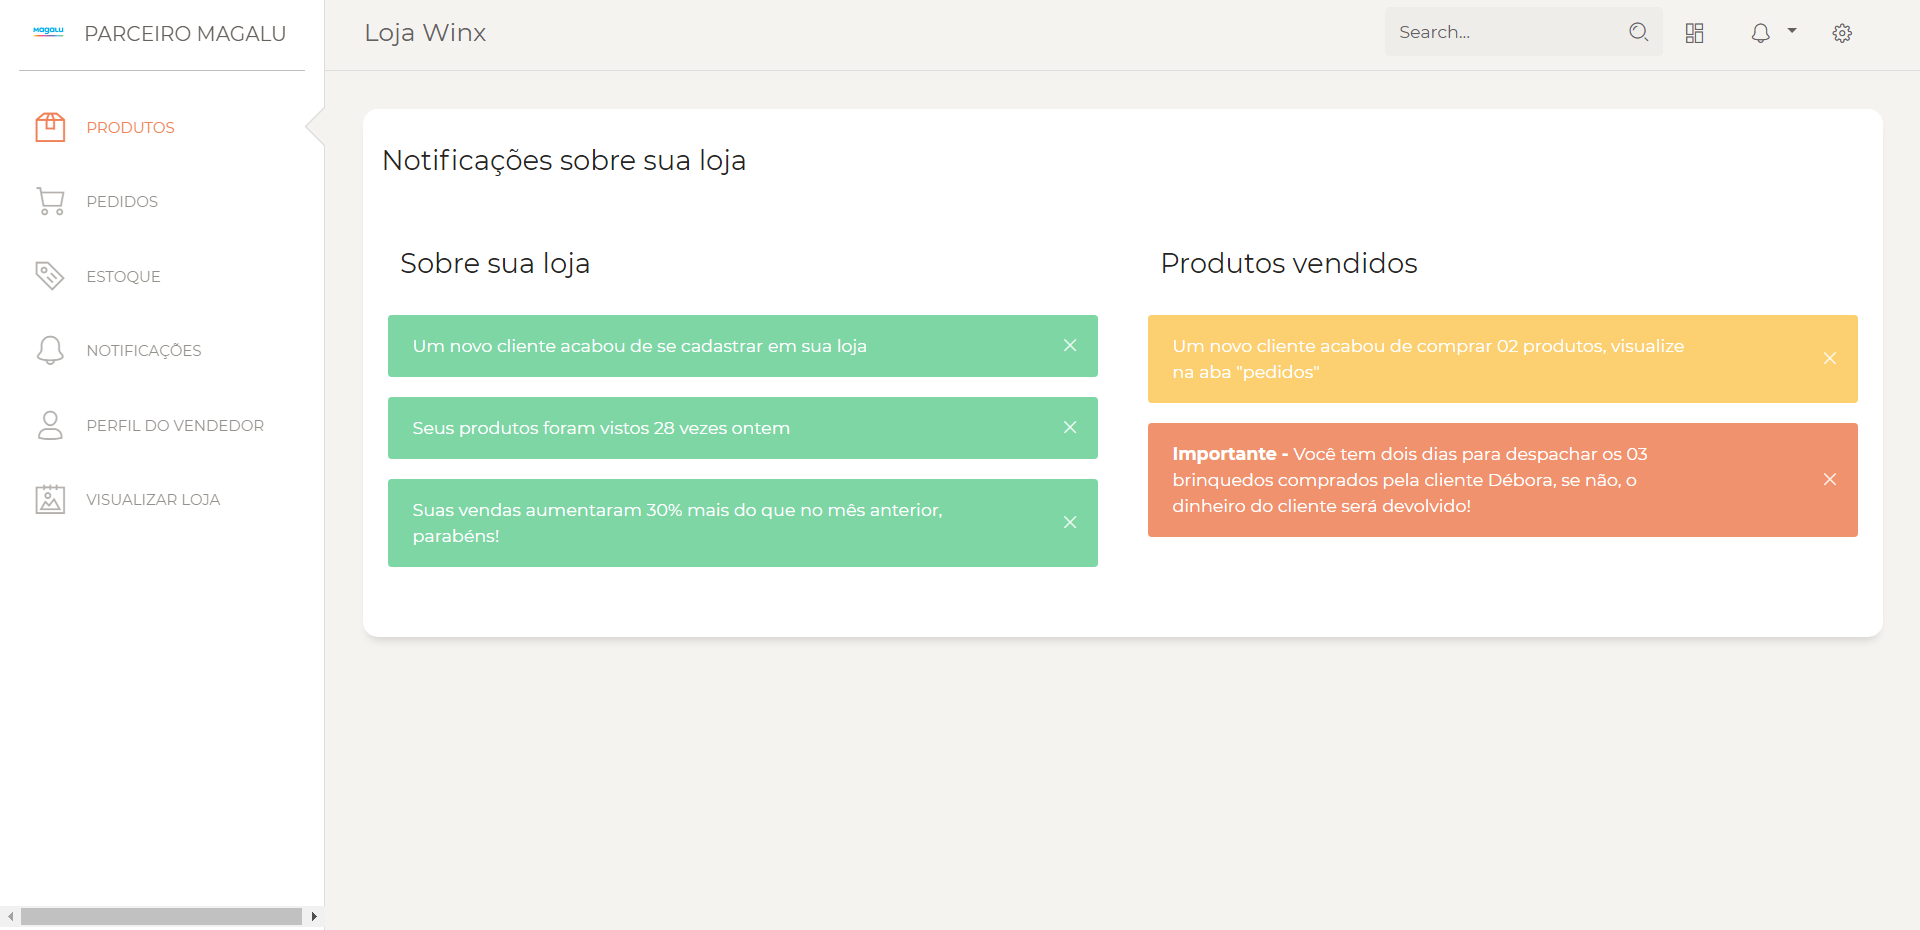 Magalu
PARCEIRO MAGALU
PRODUTOS
PEDIDOS
ESTOQUE
NOTIFICAÇÕES
PERFIL DO VENDEDOR
VISUALIZAR LOJA
Loja Winx
Search...
Notificações sobre sua loja
Sobre sua loja
Um novo cliente acabou de se cadastrar em sua loja
Seus produtos foram vistos 28 vezes ontem
Suas vendas aumentaram 30% mais do que no mês anterior,
parabéns!
Produtos vendidos
Um novo cliente acabou de comprar 02 produtos, visualize
na aba "pedidos"
Importante - Você tem dois dias para despachar os 03
brinquedos comprados pela cliente Débora, se não, o
dinheiro do cliente será devolvido!